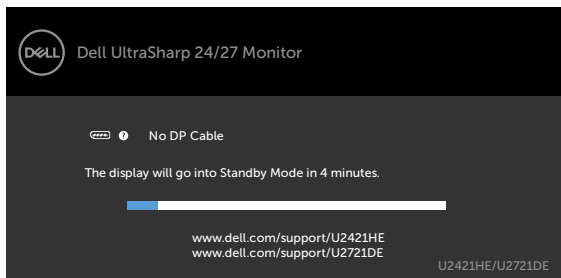 DELL
Dell UltraSharp 24/27 Monitor
? No DP Cable
The display will go into Standby Mode in 4 minutes.
www.dell.com/support/U2421HE
www.dell.com/support/U2721DE
U2421HE/U2721DE